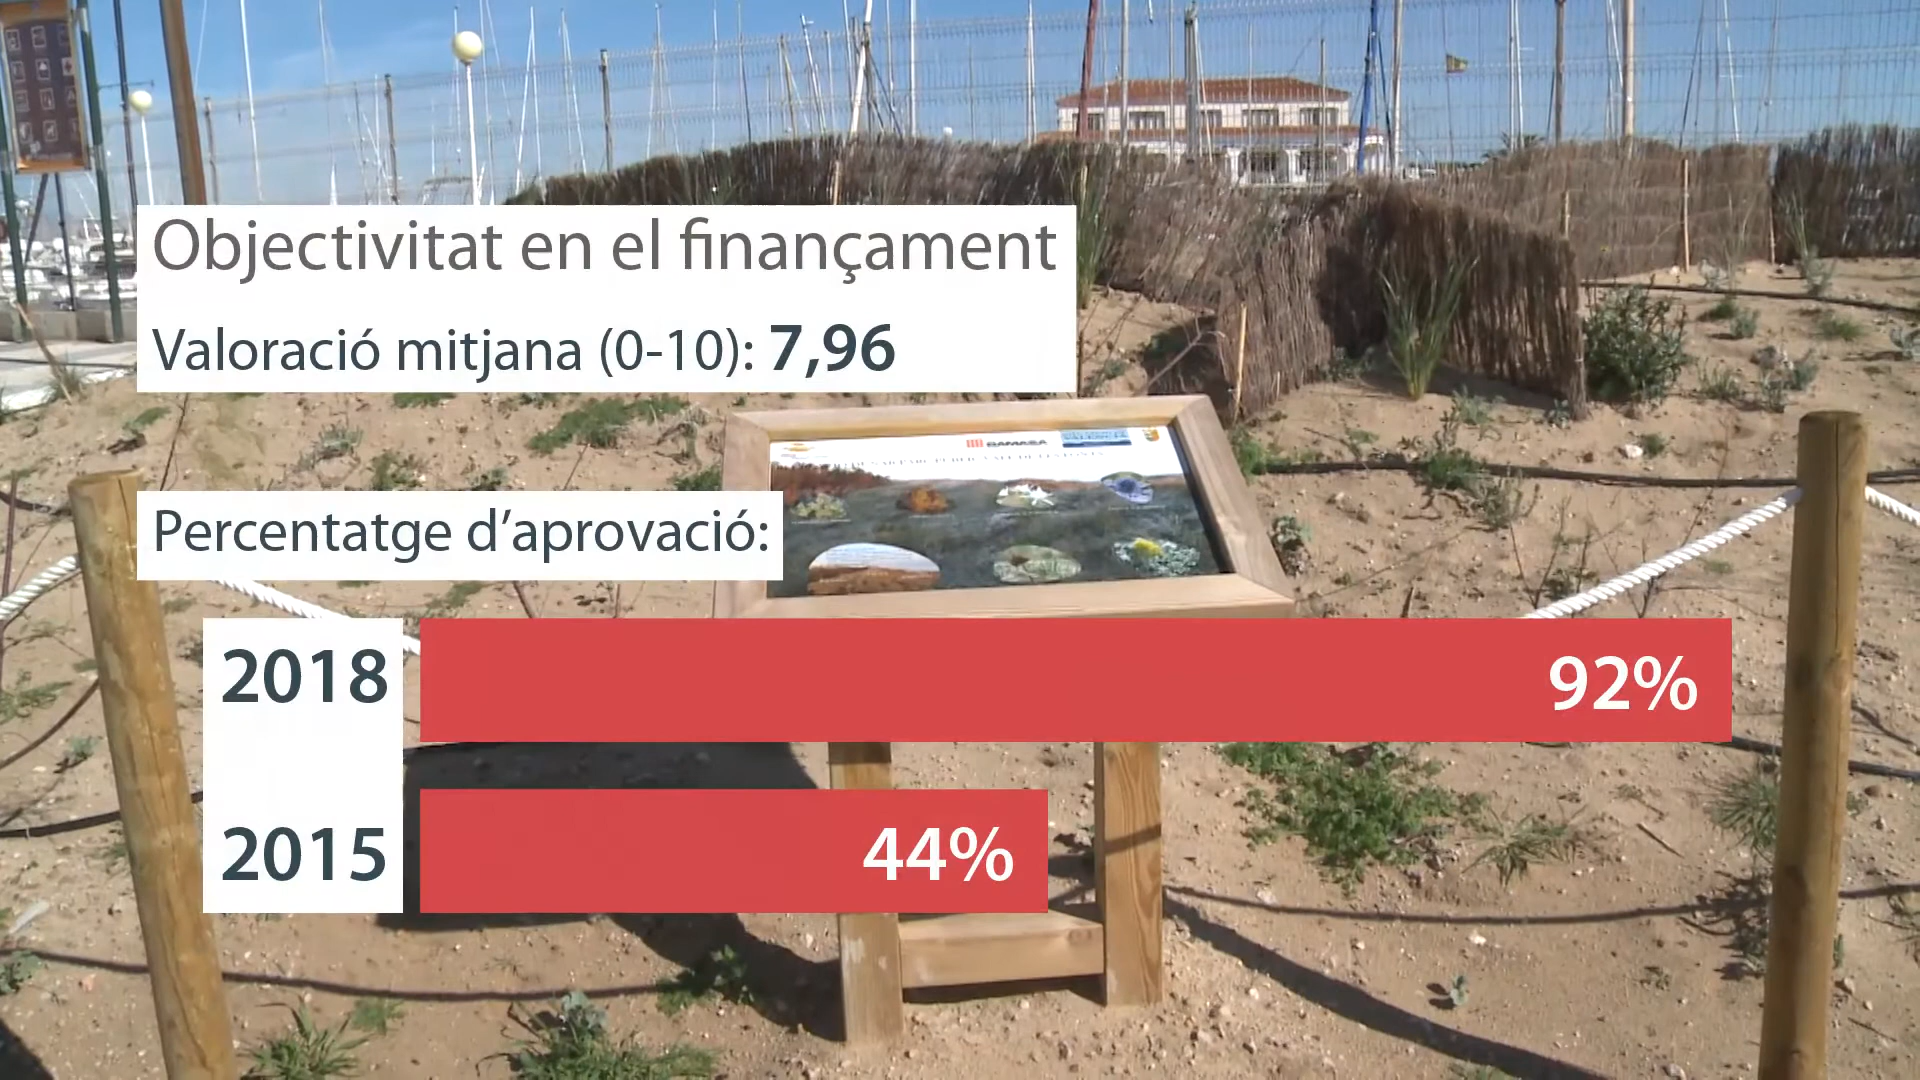 Objectivitat en el finançament
Valoració mitjana (0-10): 7,96
Percentatge d’aprovació:
2018
92%
2015
44%